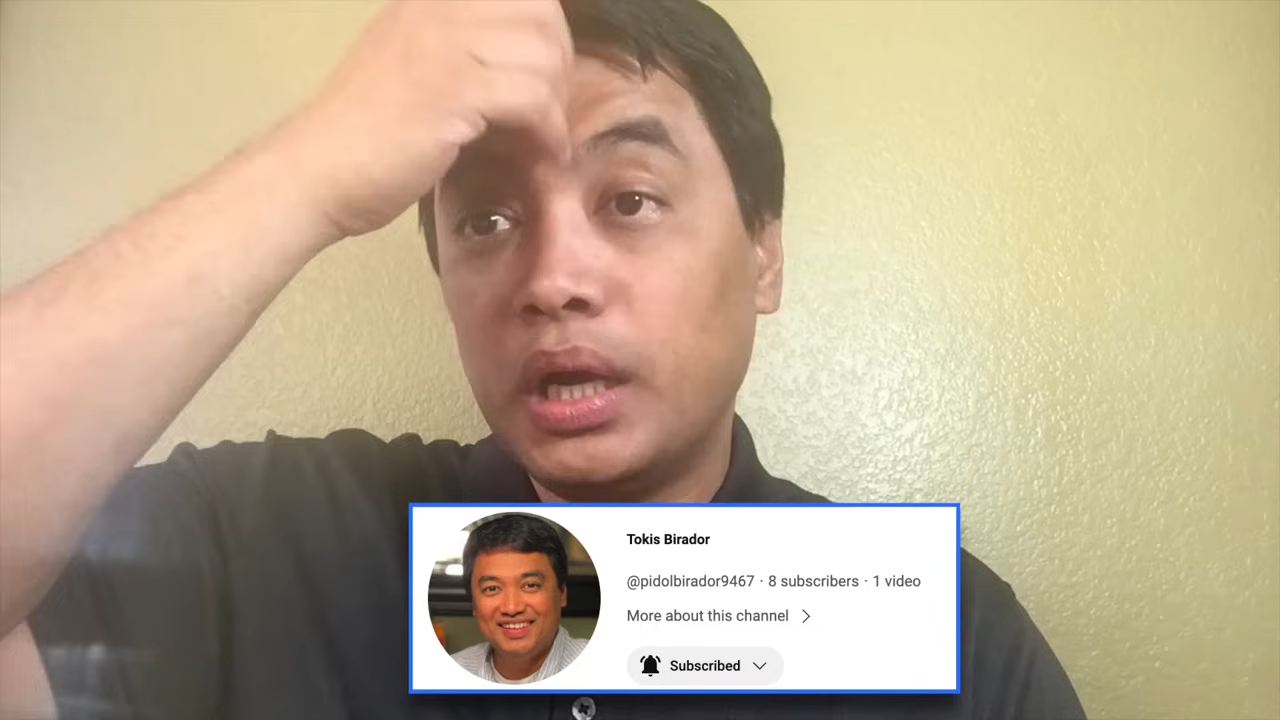 Tokis Birador
@pidolbirador9467 · 8 subscribers · 1 video
More about this channel
Subscribed